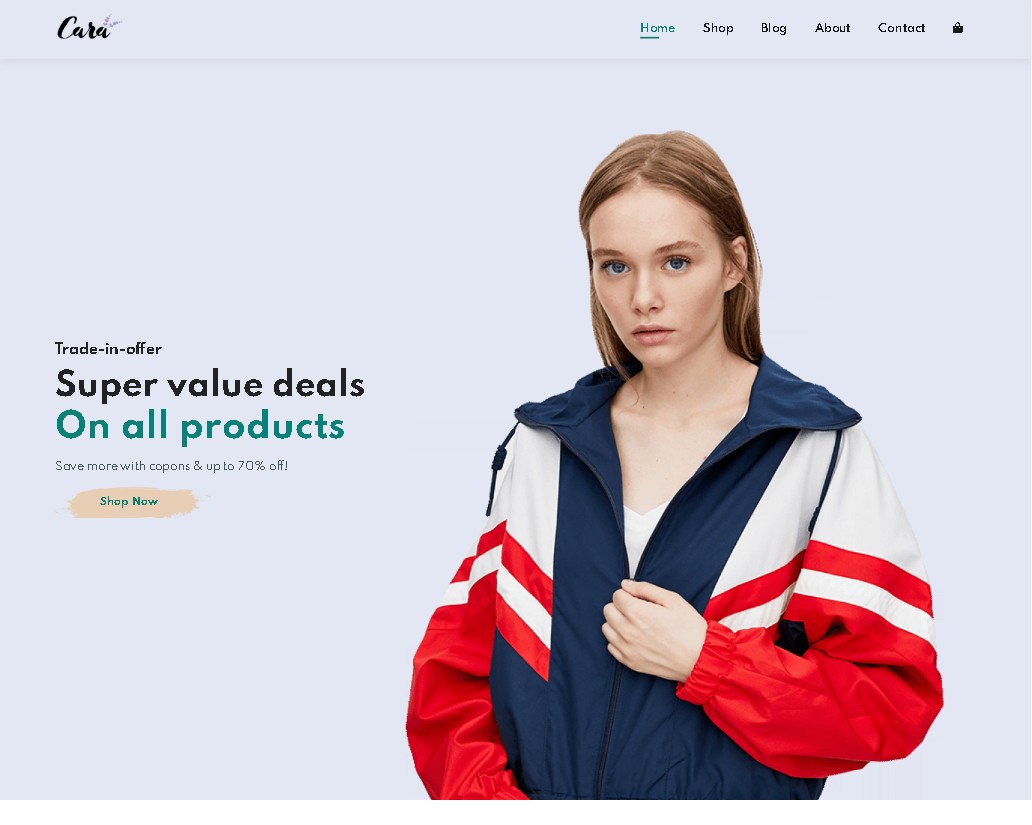 Cara
Home Shop Blog About Contact
Trade-in-offer
Super value deals
On all products
Save more with copons & up to 70% off!
Shop Now